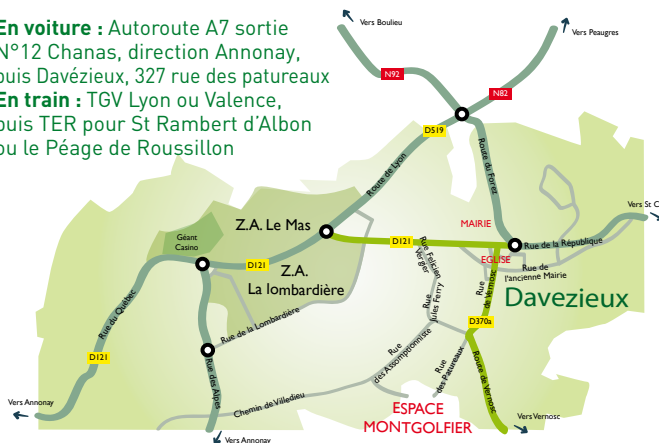 En voiture : Autoroute A7 sortie
N°12 Chanas, direction Annonay,
puis Davézieux, 327 rue des patureaux
En train : TGV Lyon ou Valence,
puis TER pour St Rambert d'Albon
ou le Péage de Roussillon
Vers Boulieu
Vers Peaugres
N92
N82
D519
Route de Lyon
Route du Forez
Vers St C
Z.A. Le Mas
MAIRIE
Géant
Casino
D121
Rue Felicien
Verger
EGLISE
Rue de la République
D121
Z.A.
La lombardière
Rue de
l'ancienne Mairie
Rue
de Vernosc
Rue
Jules Ferry
Davezieux
Rue du Québec
Rue de la Lombardière
D370a
D121
Rue des Alpes
Rue
des Assomptionniste
Rue
des Patureaux
Route de Vernosc
Chemin de Villedieu
ESPACE
MONTGOLFIER
Vers Annonay
Vers Vernosc
Vers Annonay